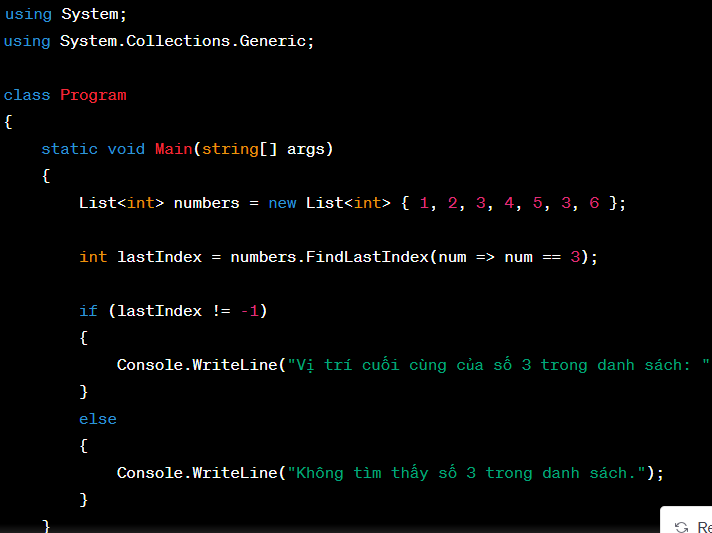 using System;
using System.Collections.Generic;
class Program
{
static void Main(string[] args)
{
List<int> numbers = new List<int> { 1, 2, 3, 4, 5, 3, 6 };
int lastIndex = numbers.FindLastIndex(num => num == 3);
if (lastIndex != -1)
{
Console.WriteLine("Vị trí cuối cùng của số 3 trong danh sách: "
}
else
{
Console.WriteLine("Không tìm thấy số 3 trong danh sách.");
}
}